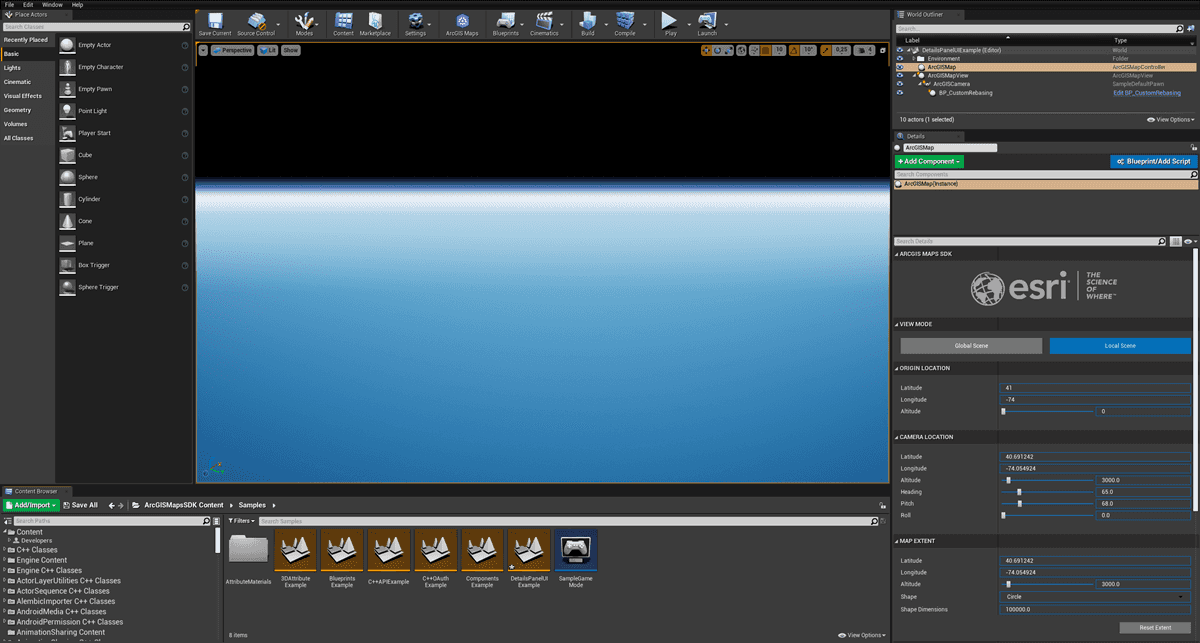 File Edit Window Help
Place Actors
Search Classes
Recently Placed
Basic
Lights
Cinematic
Visual Effects
Geometry
Volumes
All Classes
Empty Actor
Empty Character
Empty Pawn
Point Light
Player Start
Cube
Sphere
Cylinder
Cone
Plane
Box Trigger
Sphere Trigger
Save Current Source Control Modes Content Marketplace Settings ArcGIS Maps Blueprints Cinematics Build Compile Play Launch
Perspective Lit Show
10 10° 0.25 4
World Outliner
Search...
Label Type
DetailsPanelUIExample (Editor) World
Environment Folder
ArcGISMap ArcGISMapController
ArcGISMapView ArcGISMapView
ArcGISCamera SampleDefaultPawn
BP_CustomRebasing Edit BP_CustomRebasing
10 actors (1 selected) View Options
Details
ArcGISMap
+Add Component Blueprint/Add Script
Search Components
ArcGISMap(Instance)
Search Details
ARCGIS MAPS SDK
esri THE
SCIENCE
OF
WHERE™
VIEW MODE
Global Scene Local Scene
ORIGIN LOCATION
Latitude 41
Longitude -74
Altitude 0
CAMERA LOCATION
Latitude 40.691242
Longitude -74.054924
Altitude 3000.0
Heading 65.0
Pitch 68.0
Roll 0.0
MAP EXTENT
Latitude 40.691242
Longitude -74.054924
Altitude 3000.0
Shape Circle
Shape Dimensions 100000.0
Reset Extent
Content Browser
Add/Import Save All ArcGISMapsSDK Content Samples
Search Paths
Filters Search Samples
Content
Developers
C++ Classes
Engine Content
Engine C++ Classes
ActorLayerUtilities C++ Classes
ActorSequence C++ Classes
AlembicImporter C++ Classes
AndroidMedia C++ Classes
AndroidPermission C++ Classes
AnimationSharing Content
AttributeMaterials
3DAttribute
Example
Blueprints
Example
C++APIExample
C++OAuth
Example
Components
Example
DetailsPanelUI
Example
SampleGame
Mode
8 items View Options